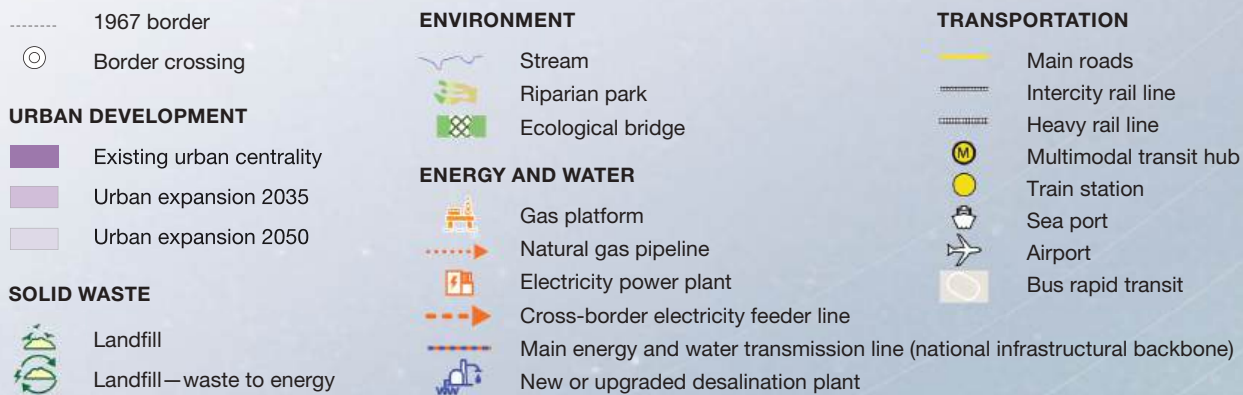 1967 border
Border crossing
URBAN DEVELOPMENT
Existing urban centrality
Urban expansion 2035
Urban expansion 2050
SOLID WASTE
Landfill
Landfill—waste to energy
ENVIRONMENT
Stream
Riparian park
Ecological bridge
ENERGY AND WATER
Gas platform
Natural gas pipeline
Electricity power plant
Cross-border electricity feeder line
Main energy and water transmission line (national infrastructural backbone)
New or upgraded desalination plant
TRANSPORTATION
Main roads
Intercity rail line
Heavy rail line
M
Multimodal transit hub
Train station
Sea port
Airport
Bus rapid transit